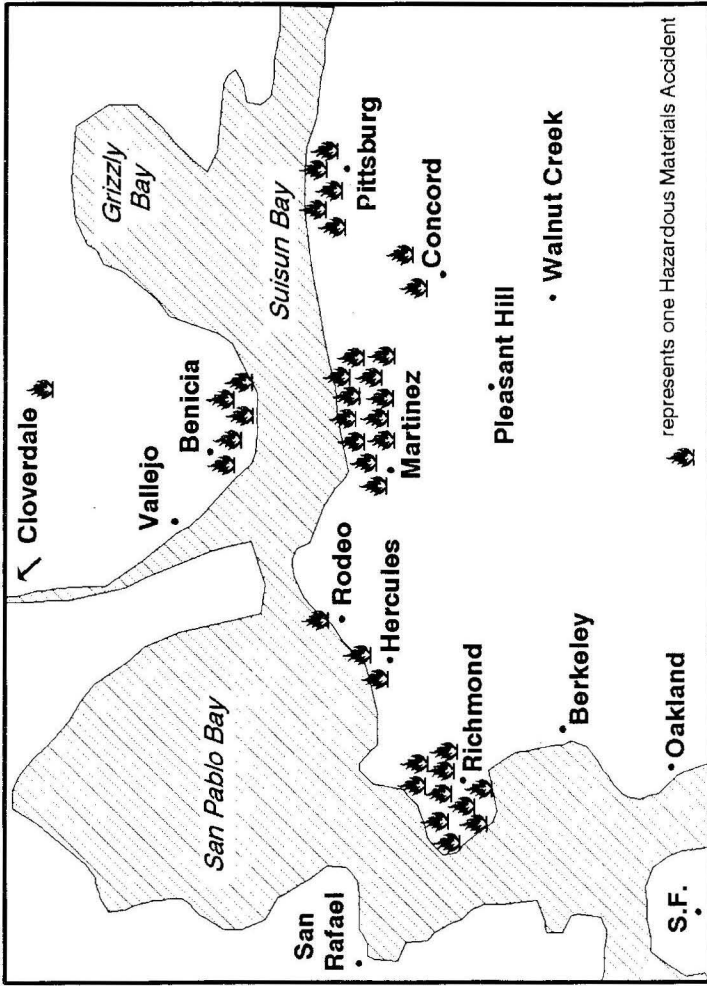 Cloverdale
Grizzly
Bay
Vallejo
Benicia
Suisun Bay
San Pablo Bay
Rodeo
Hercules
Martinez
Pittsburg
Concord
San
Rafael
Richmond
Pleasant Hill
Walnut Creek
Berkeley
Oakland
S.F.
represents one Hazardous Materials Accident